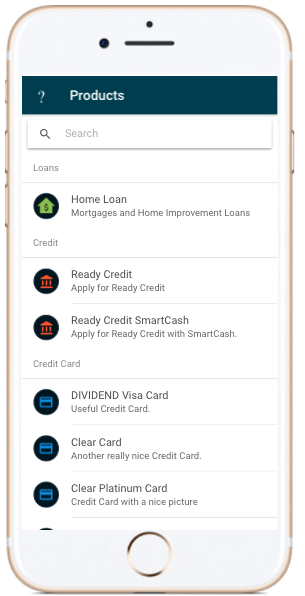 ? Products
Search
Loans
Home Loan
Mortgages and Home Improvement Loans
Credit
Ready Credit
Apply for Ready Credit
Ready Credit SmartCash
Apply for Ready Credit with SmartCash.
Credit Card
DIVIDEND Visa Card
Useful Credit Card.
Clear Card
Another really nice Credit Card.
Clear Platinum Card
Credit Card with a nice picture